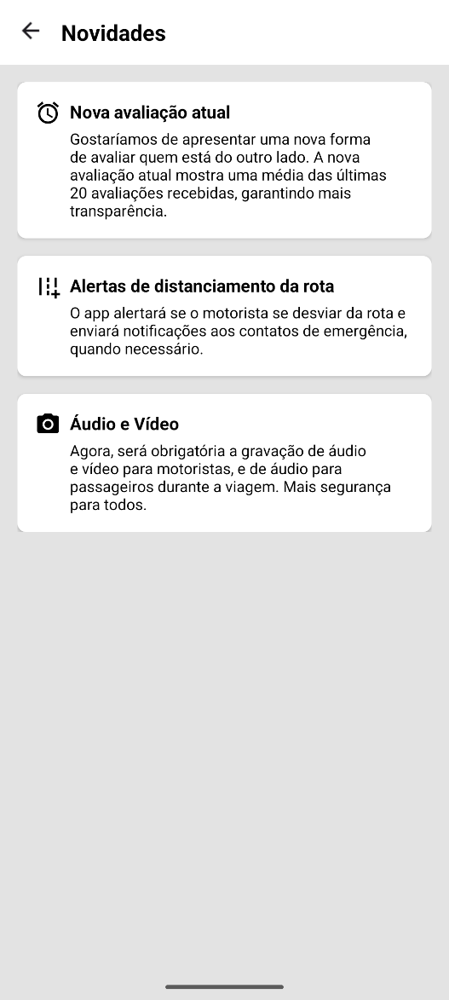 Novidades
Nova avaliação atual
Gostaríamos de apresentar uma nova forma
de avaliar quem está do outro lado. A nova
avaliação atual mostra uma média das últimas
20 avaliações recebidas, garantindo mais
transparência.
Alertas de distanciamento da rota
O app alertará se o motorista se desviar da rota e
enviará notificações aos contatos de emergência,
quando necessário.
Áudio e Vídeo
Agora, será obrigatória a gravação de áudio
e vídeo para motoristas, e de áudio para
passageiros durante a viagem. Mais segurança
para todos.